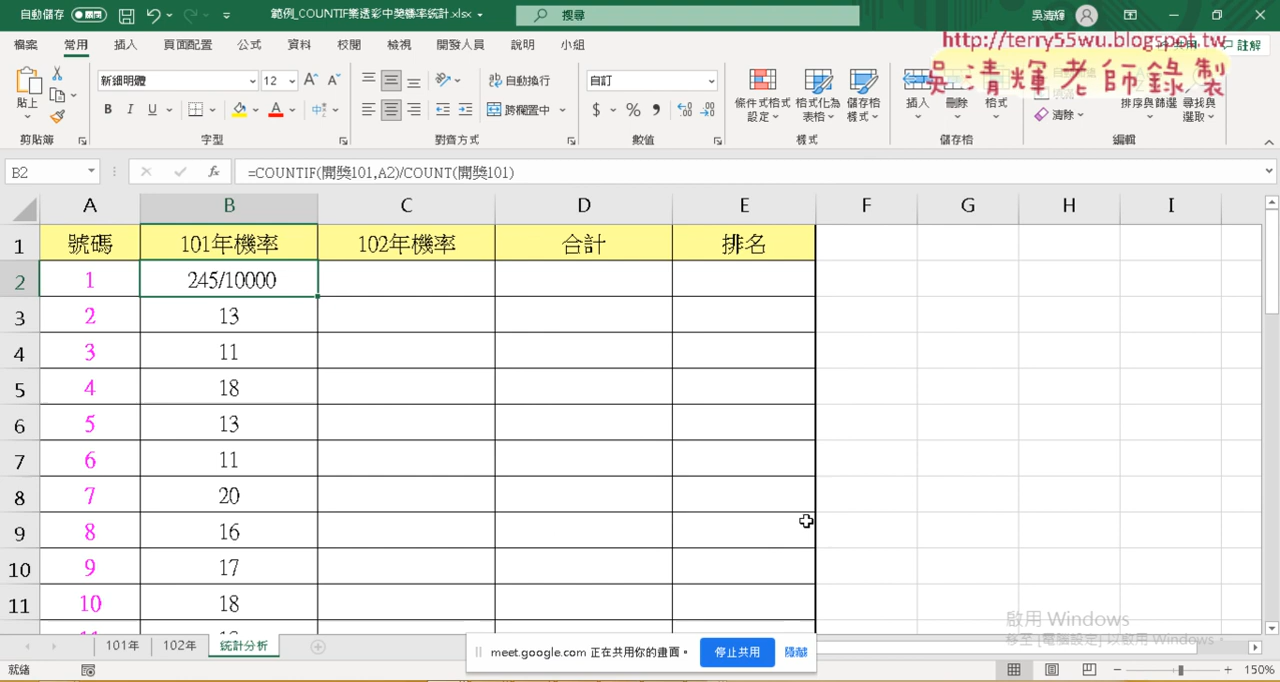 自動儲存 範例_COUNTIF樂透彩中獎機率統計.xlsx 搜尋 吳清輝
檔案 常用 插入 頁面配置 公式 資料 校閱 檢視 開發人員 說明 小組 共用 註解
http://terry55wu.blogspot.tw
吳清輝老師錄製
貼上 新細明體 12 自動換行 自訂
B I U 跨欄置中 $ % 條件式格式設定 格式化為表格 儲存格樣式 插入 刪除 格式 清除 排序與篩選 尋找與選取
剪貼簿 字型 對齊方式 數值 樣式 儲存格 編輯
B2 fx =COUNTIF(開獎101,A2)/COUNT(開獎101)
A B C D E F G H I
1 號碼 101年機率 102年機率 合計 排名
2 1 245/10000
3 2 13
4 3 11
5 4 18
6 5 13
7 6 11
8 7 20
9 8 16
10 9 17
11 10 18
啟用 Windows
移至 [電腦設定] 以啟用 Windows。
101年 102年 統計分析
meet.google.com 正在共用你的畫面。 停止共用 隱藏
就緒 150%